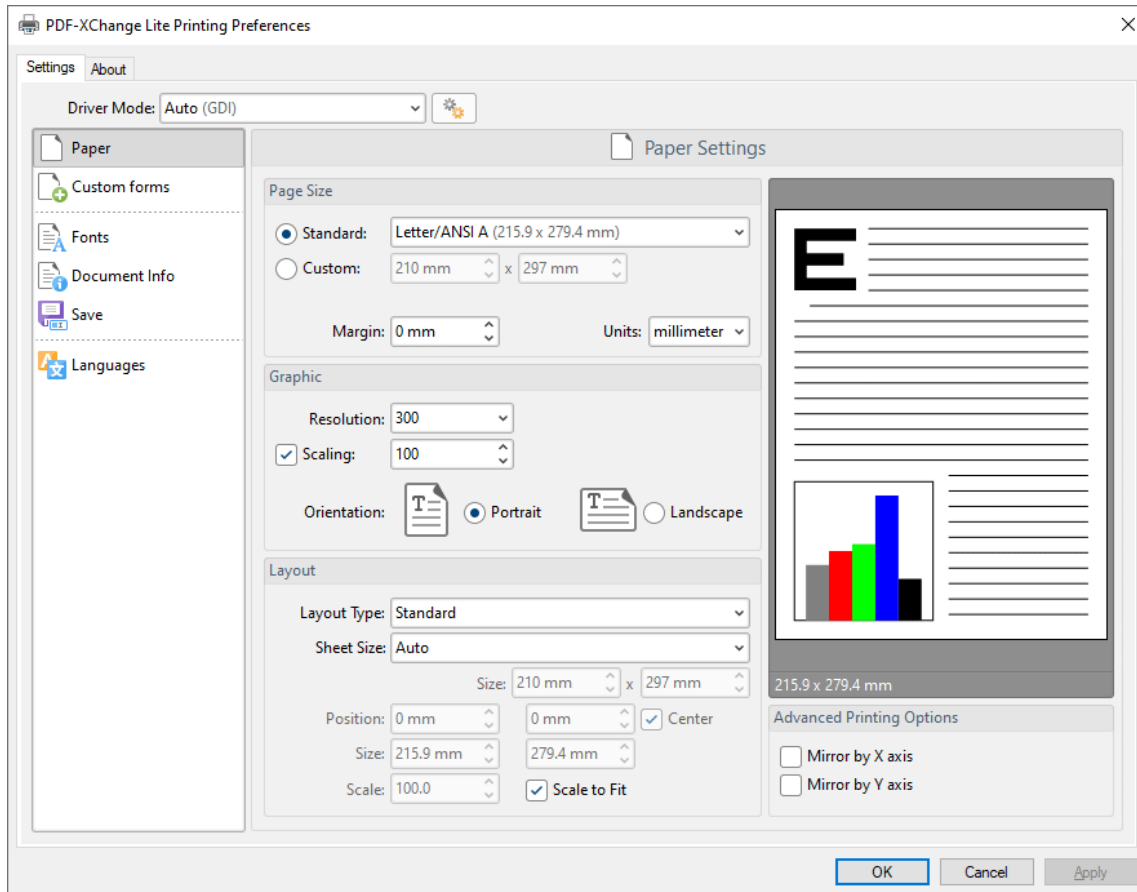 PDF-XChange Lite Printing Preferences
Settings
About
Driver Mode: Auto (GDI)
Paper
Custom forms
Fonts
Document Info
Save
Languages
Paper Settings
Page Size
Standard: Letter/ANSI A (215.9 x 279.4 mm)
Custom: 210 mm x 297 mm
Margin: 0 mm Units: millimeter
Graphic
Resolution: 300
Scaling: 100
Orientation: T Portrait T Landscape
Layout
Layout Type: Standard
Sheet Size: Auto
Size: 210 mm x 297 mm
Position: 0 mm 0 mm Center
Size: 215.9 mm 279.4 mm
Scale: 100.0 Scale to Fit
E
215.9 x 279.4 mm
Advanced Printing Options
Mirror by X axis
Mirror by Y axis
OK Cancel Apply